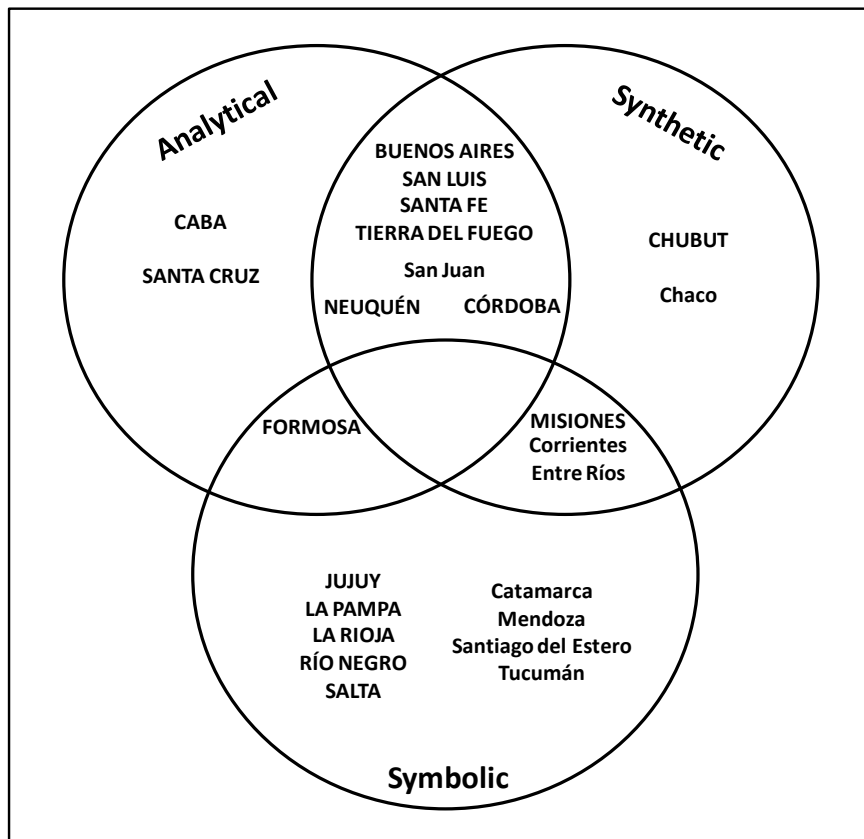 Analytical
Synthetic
BUENOS AIRES
SAN LUIS
SANTA FE
TIERRA DEL FUEGO
San Juan
NEUQUÉN
CÓRDOBA
CABA
SANTA CRUZ
CHUBUT
Chaco
FORMOSA
MISIONES
Corrientes
Entre Ríos
JUJUY
LA PAMPA
LA RIOJA
RÍO NEGRO
SALTA
Catamarca
Mendoza
Santiago del Estero
Tucumán
Symbolic